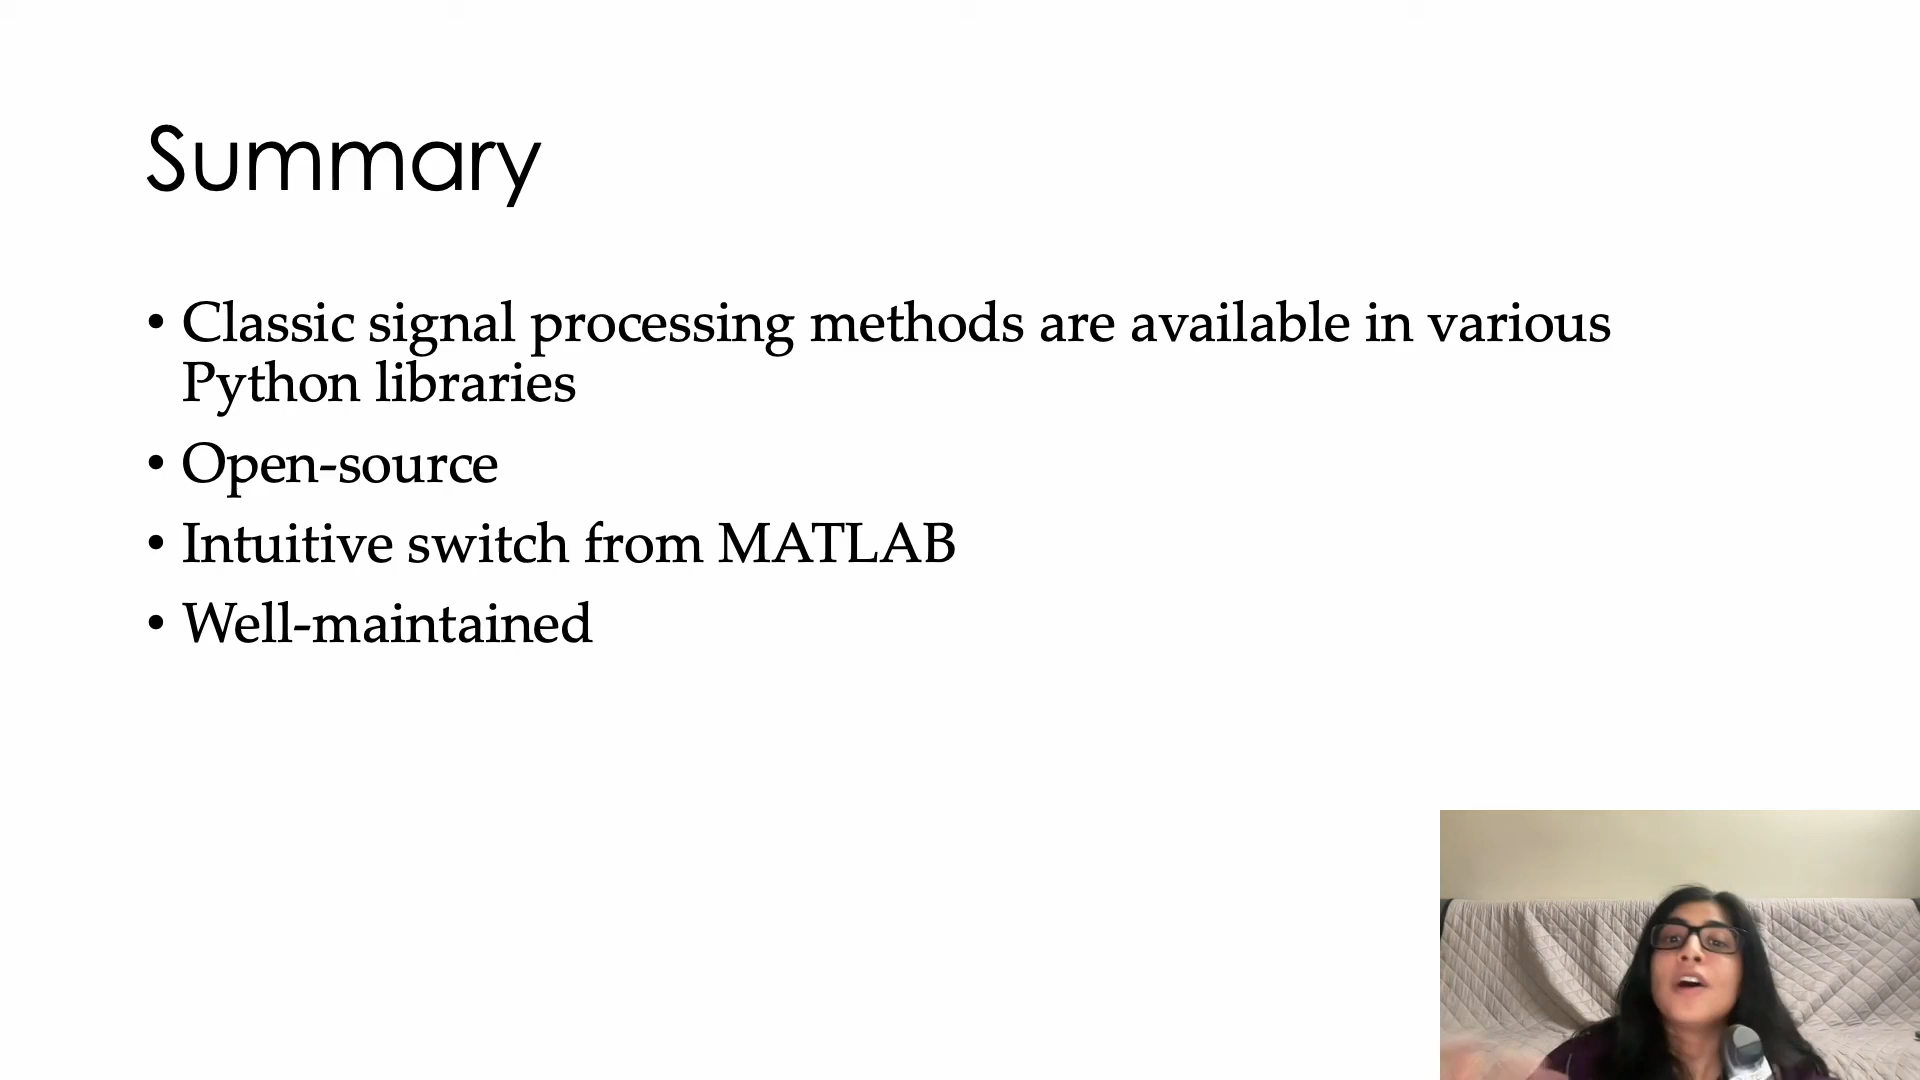 Summary
• Classic signal processing methods are available in various
Python libraries
• Open-source
• Intuitive switch from MATLAB
• Well-maintained